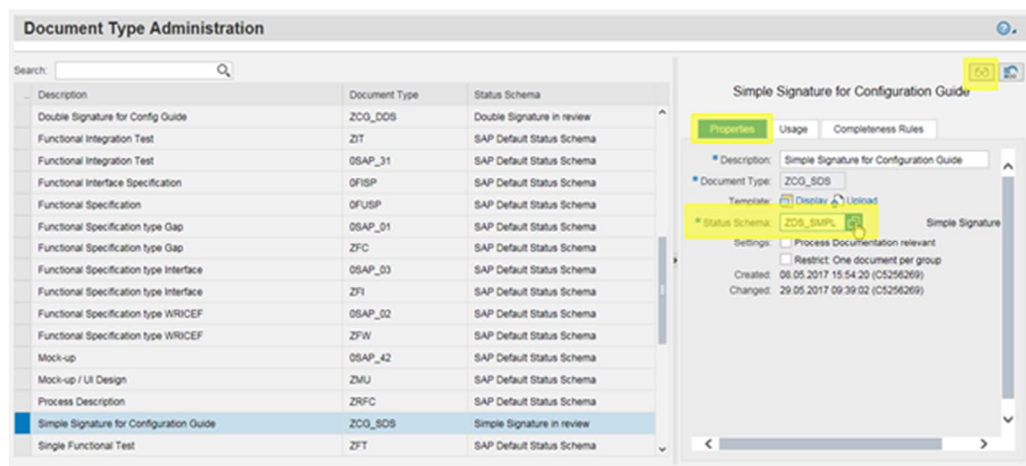 Document Type Administration
Search:
Description Document Type Status Schema
Double Signature for Config Guide ZCG_DDS Double Signature in review
Functional Integration Test ZIT SAP Default Status Schema
Functional Integration Test 0SAP_31 SAP Default Status Schema
Functional Interface Specification 0FISP SAP Default Status Schema
Functional Specification 0FUSP SAP Default Status Schema
Functional Specification type Gap 0SAP_01 SAP Default Status Schema
Functional Specification type Gap ZFC SAP Default Status Schema
Functional Specification type Interface 0SAP_03 SAP Default Status Schema
Functional Specification type Interface ZFI SAP Default Status Schema
Functional Specification type WRICEF 0SAP_02 SAP Default Status Schema
Functional Specification type WRICEF ZFW SAP Default Status Schema
Mock-up 0SAP_42 SAP Default Status Schema
Mock-up / UI Design ZMU SAP Default Status Schema
Process Description ZRFC SAP Default Status Schema
Simple Signature for Configuration Guide ZCG_SDS Simple Signature in review
Single Functional Test ZFT SAP Default Status Schema
Simple Signature for Configuration Guide
Properties Usage Completeness Rules
* Description: Simple Signature for Configuration Guide
* Document Type: ZCG_SDS
Template: Display Upload
* Status Schema: ZDS_SMPL Simple Signature
Settings: Process Documentation relevant
Restrict: One document per group
Created: 08.05.2017 15:54:20 (C5256269)
Changed: 29.05.2017 09:39:02 (C5256269)